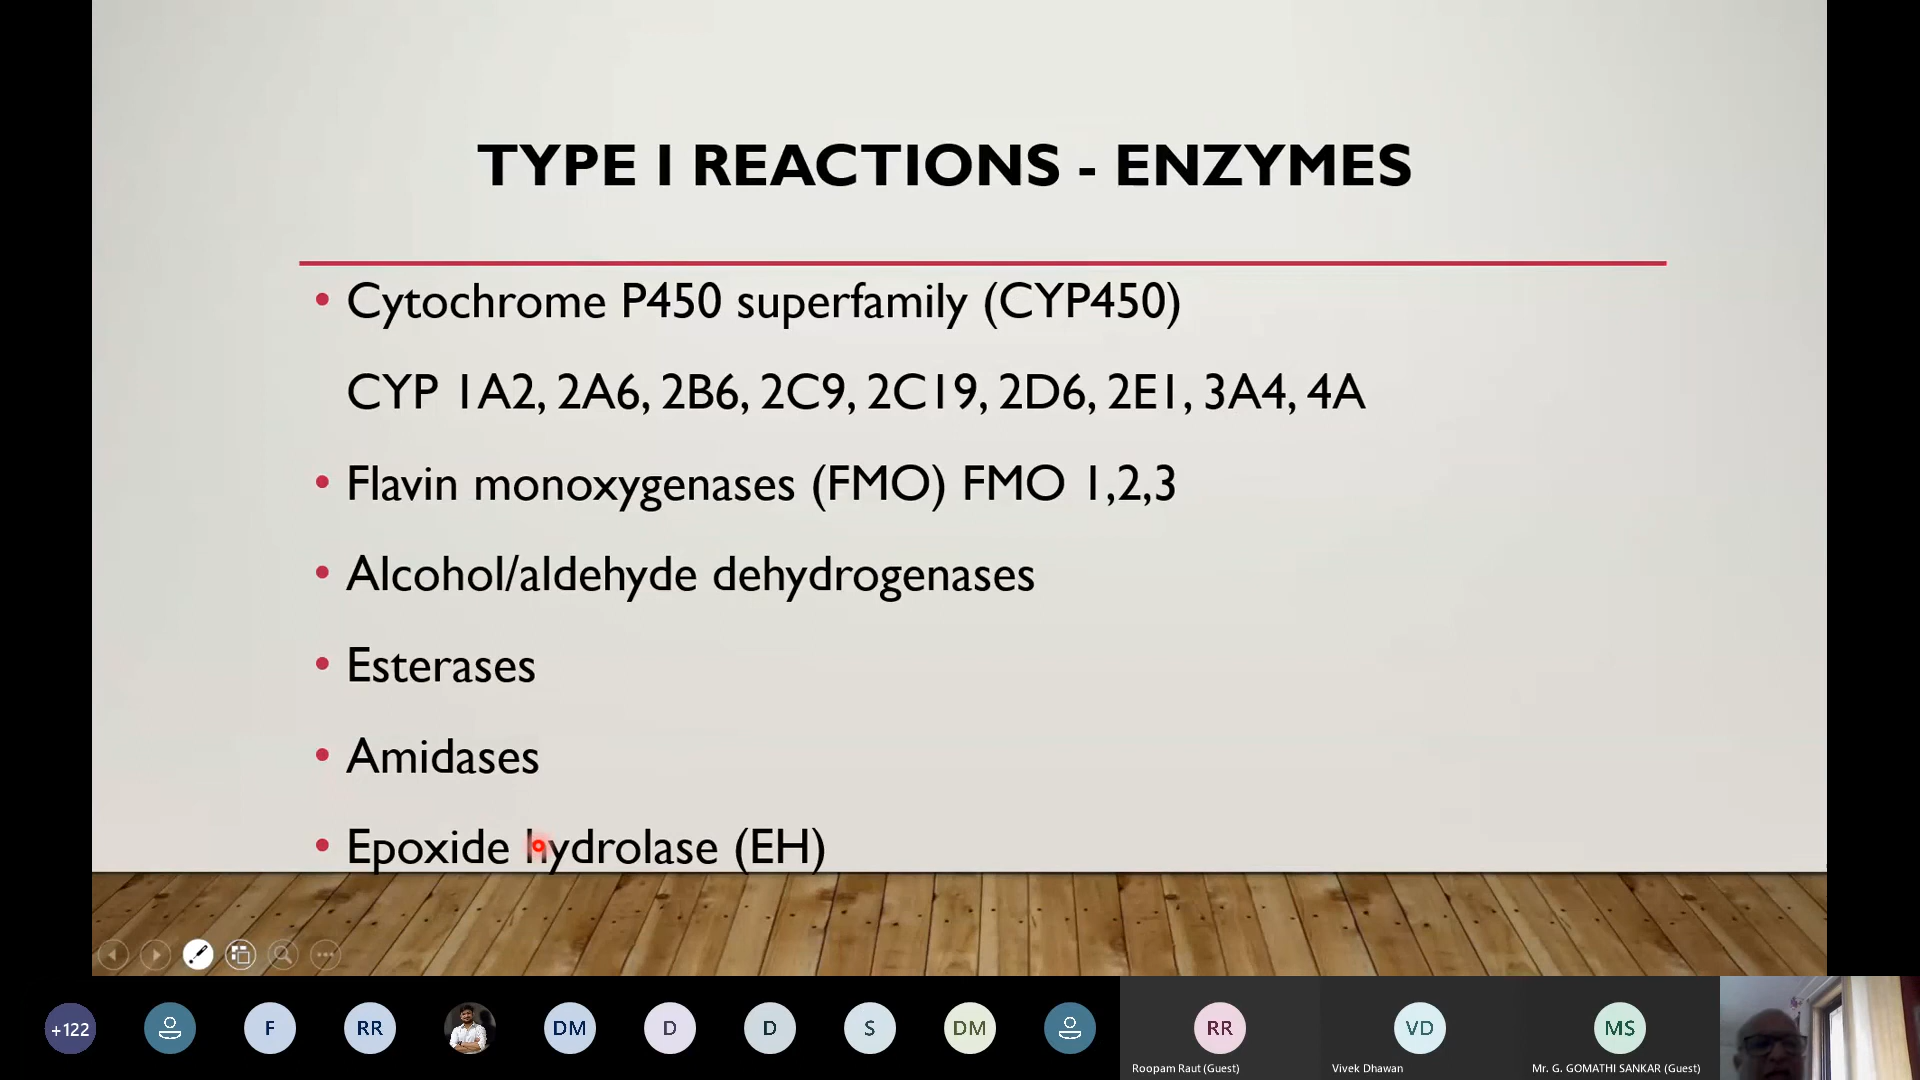 TYPE I REACTIONS - ENZYMES
• Cytochrome P450 superfamily (CYP450)
CYP 1A2, 2A6, 2B6, 2C9, 2C19, 2D6, 2E1, 3A4, 4A
• Flavin monoxygenases (FMO) FMO 1,2,3
• Alcohol/aldehyde dehydrogenases
• Esterases
• Amidases
• Epoxide hydrolase (EH)
+122 F RR DM D D S DM RR VD MS
Roopam Raut (Guest) Vivek Dhawan Mr. G. GOMATHI SANKAR (Guest)